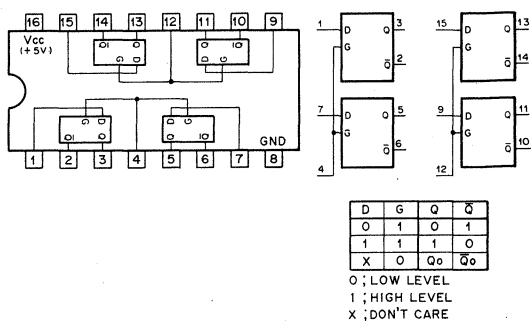 16 15 14 13 12 11 10 9
Vcc
(+5V)
Q̅ Q Q Q̅
G D D G
G D D G
Q̅ Q Q Q̅
GND
1 2 3 4 5 6 7 8
1 D Q 3
G
Q̅ 2
7 D Q 5
G̅
Q̅ 6
4
15 D Q 13
G
Q̅ 14
9 D Q 11
G
Q̅ 10
12
D G Q Q̅
0 1 0 1
1 1 1 0
X 0 Qo Q̅o
0 ; LOW LEVEL
1 ; HIGH LEVEL
X ; DON'T CARE